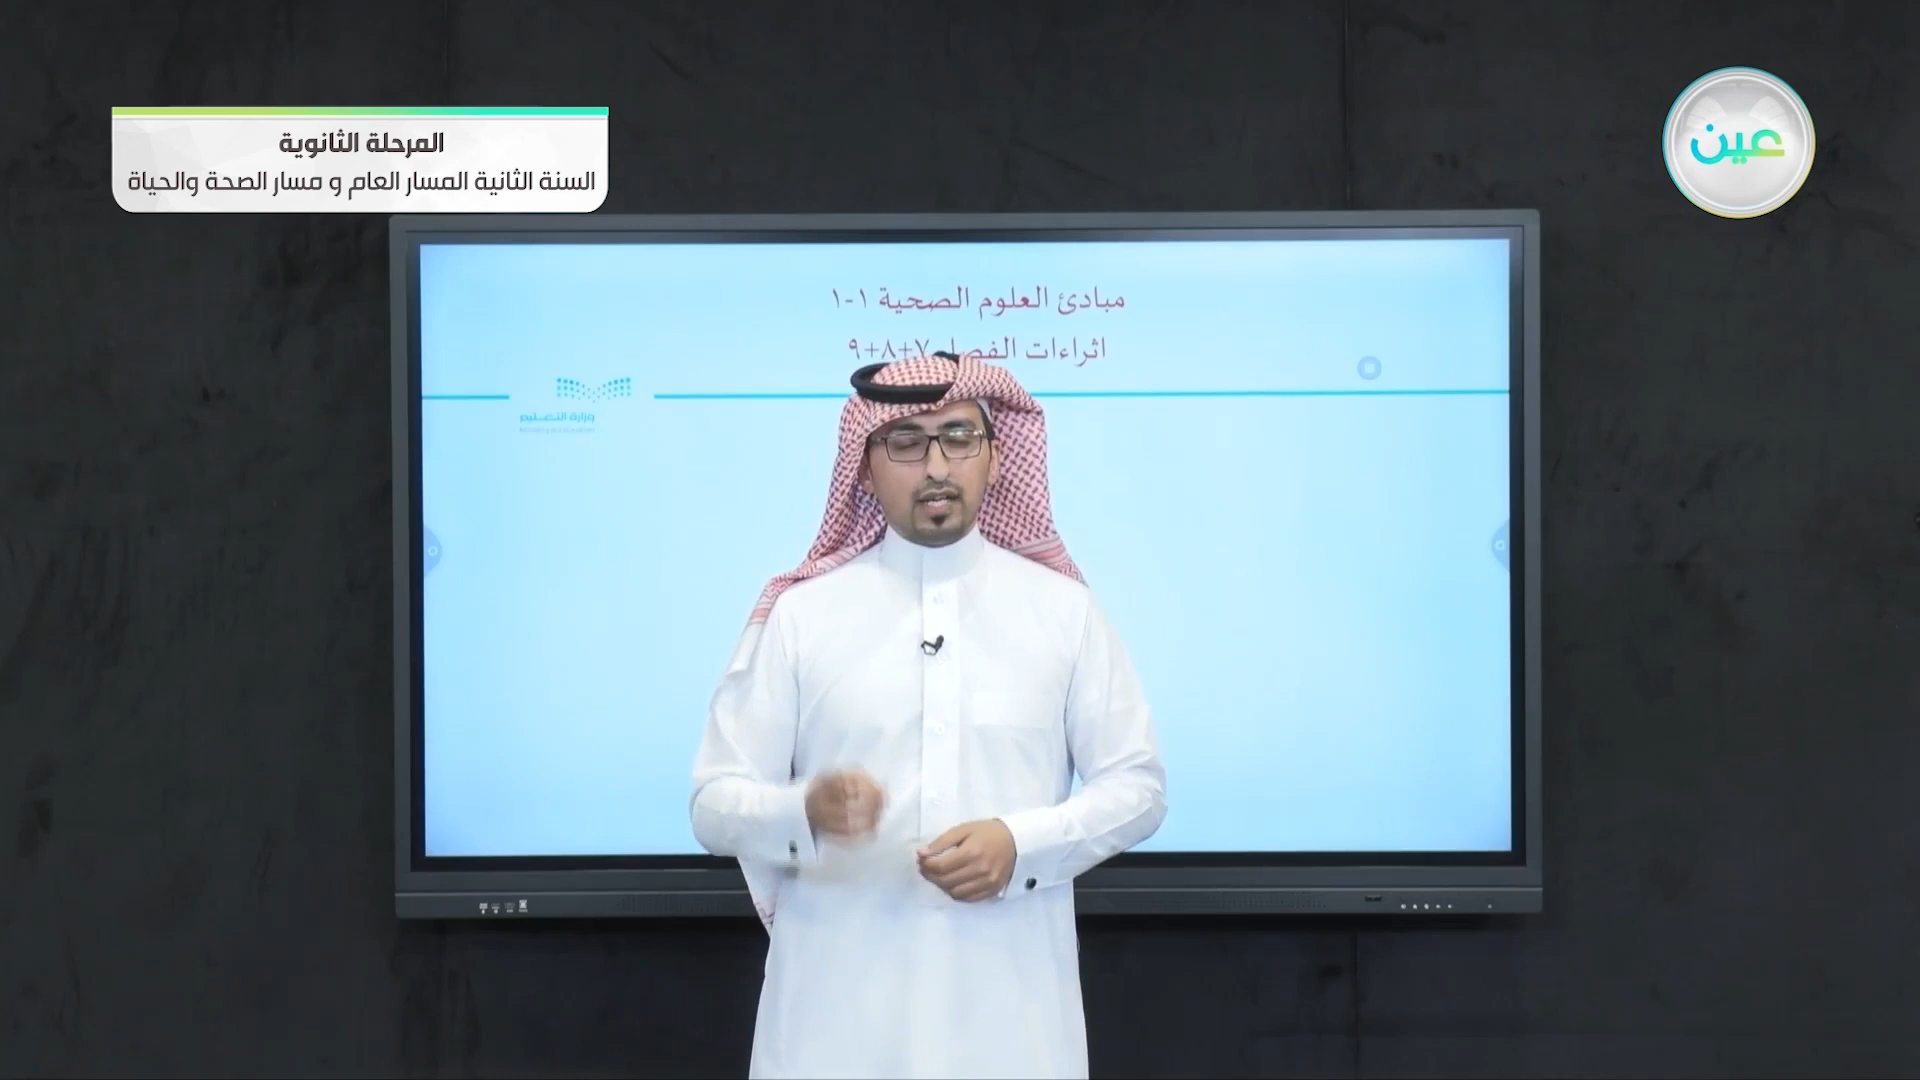 المرحلة الثانوية
السنة الثانية المسار العام و مسار الصحة والحياة
عين
مبادئ العلوم الصحية ١-١
اثراءات الفصل ٧+٨+٩
وزارة التعليم